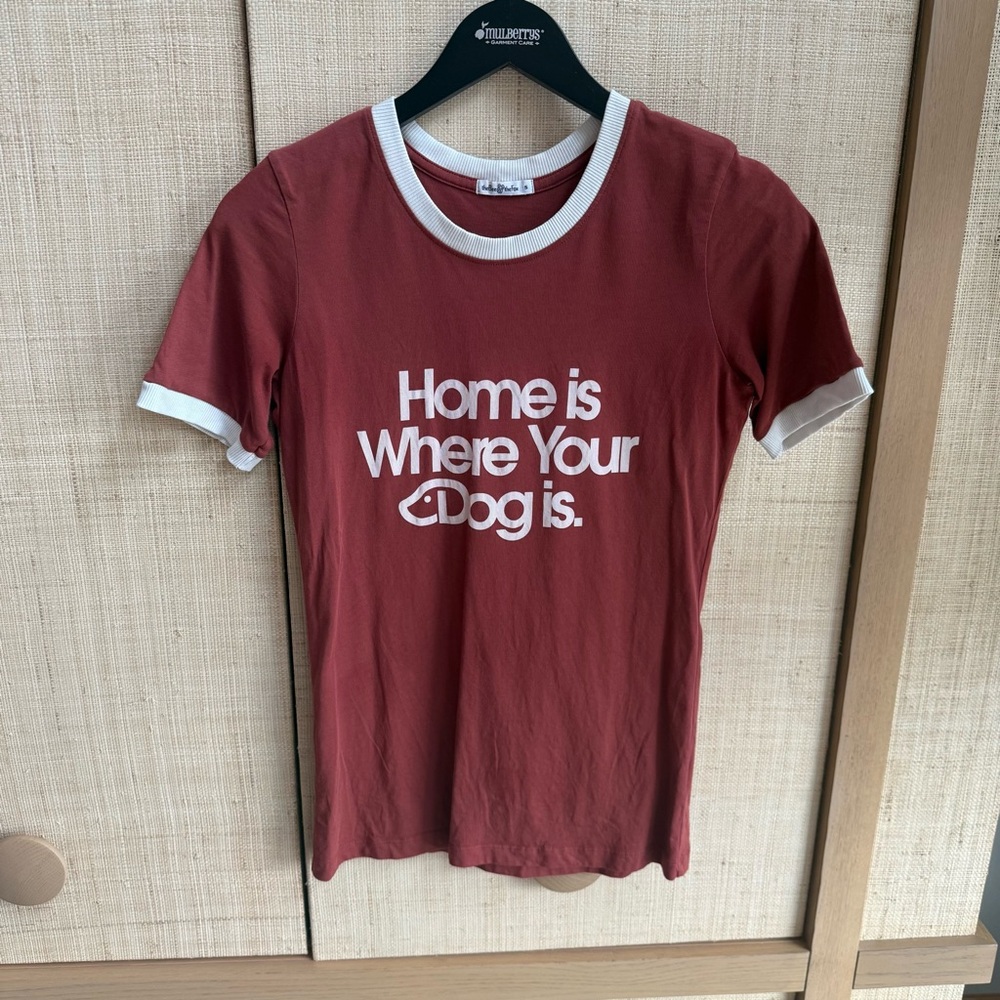 mulberrys
GARMENT CARE
S
Home is
Where Your
Dog is.